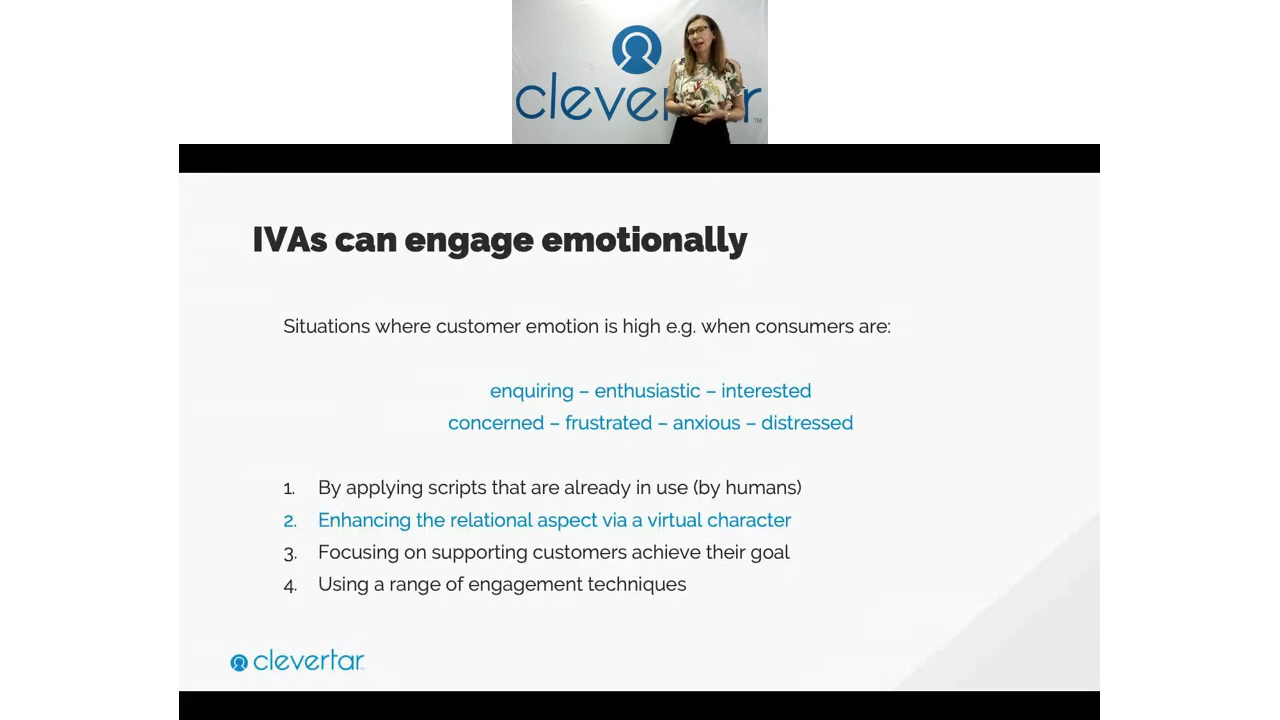 clevertar
TM
IVAs can engage emotionally
Situations where customer emotion is high e.g. when consumers are:
enquiring – enthusiastic – interested
concerned – frustrated – anxious – distressed
1. By applying scripts that are already in use (by humans)
2. Enhancing the relational aspect via a virtual character
3. Focusing on supporting customers achieve their goal
4. Using a range of engagement techniques
clevertar